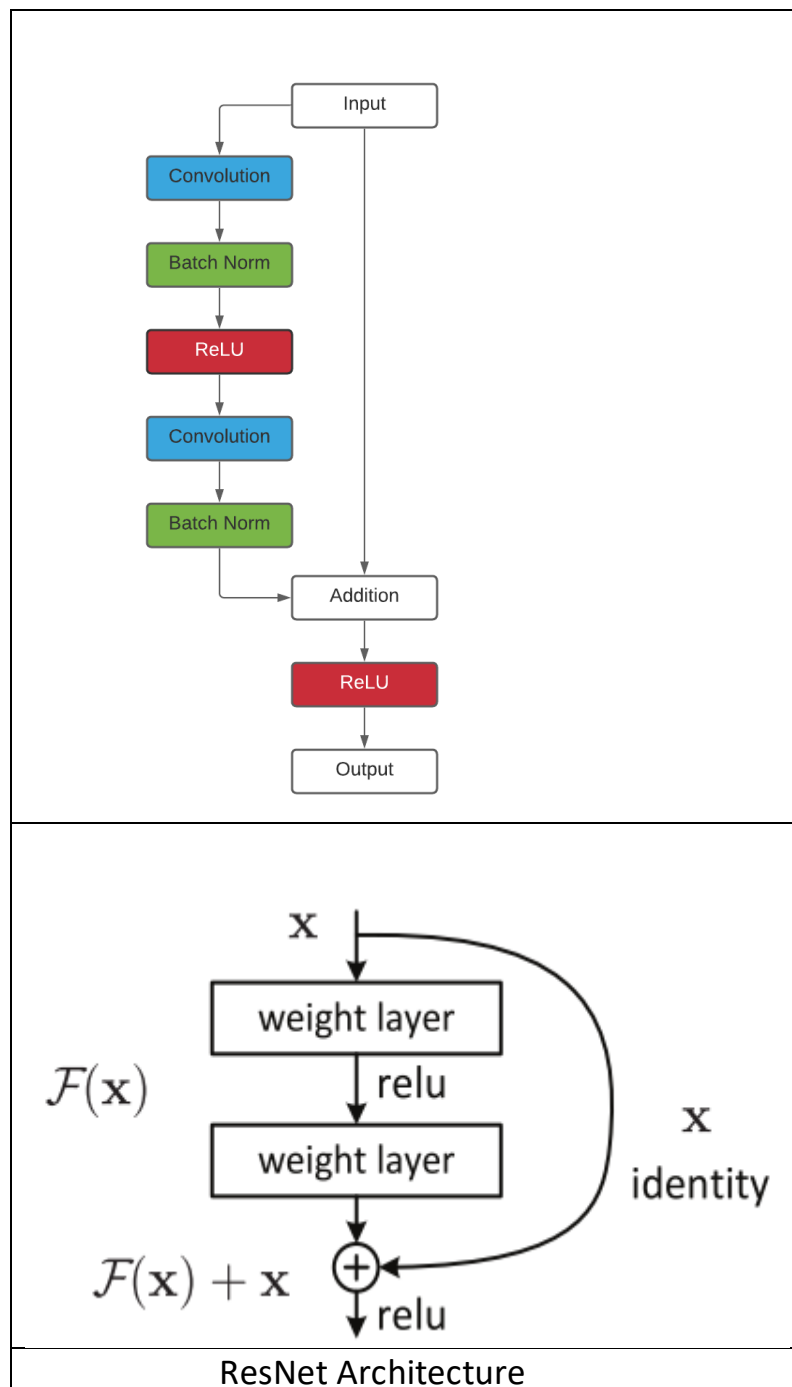 Input
Convolution
Batch Norm
ReLU
Convolution
Batch Norm
Addition
ReLU
Output
x
weight layer
F(x)
relu
x
weight layer
identity
F(x) + x
+
relu
ResNet Architecture